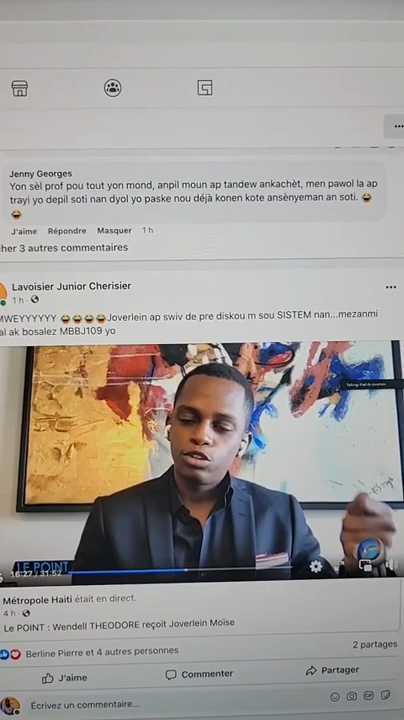 Jenny Georges
Yon sèl prof pou tout yon mond, anpil moun ap tandew ankachèt, men pawol la ap
trayi yo depil soti nan dyol yo paske nou déjà konen kote ansènyeman an soti. 😂
😂
J'aime Répondre Masquer 1 h
cher 3 autres commentaires
Lavoisier Junior Cherisier
1 h
MWEYYYYYY 😂😂😂😂Joverlein ap swiv de pre diskou m sou SISTEM nan...mezanmi
al ak bosalez MBBJ109 yo
LE POINT
16:27 / 31:52
Métropole Haiti était en direct.
4 h
Le POINT : Wendell THEODORE reçoit Joverlein Moïse
Berline Pierre et 4 autres personnes
2 partages
J'aime Commenter Partager
Écrivez un commentaire...
GIF